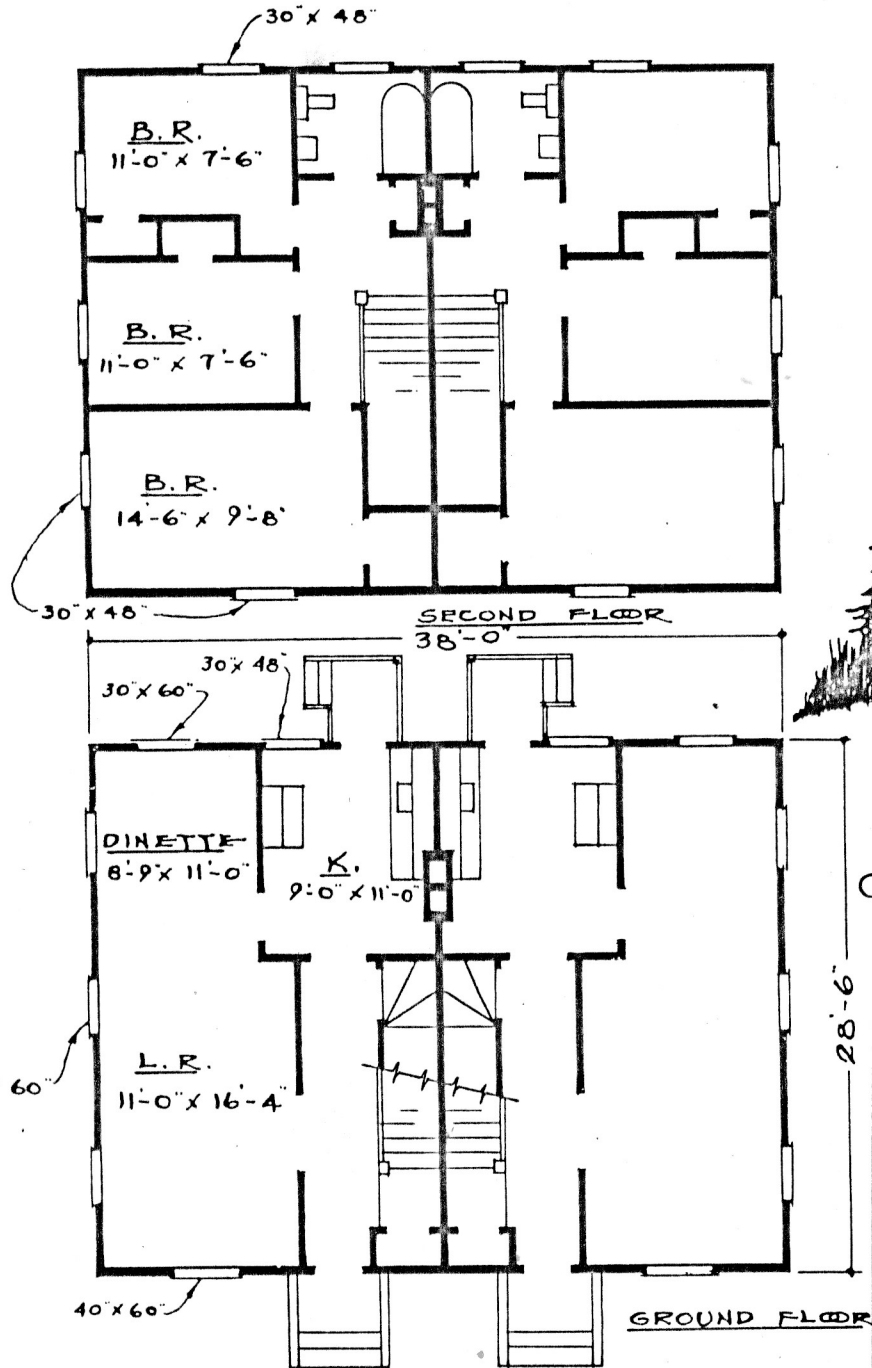 30" x 48"
B. R.
11'-0" x 7'-6"
B. R.
11'-0" x 7'-6"
B. R.
14'-6" x 9'-8'
30" x 48"
SECOND FLOOR
38'-0"
30" x 48"
30" x 60"
DINETTE
8'-9" x 11'-0"
K.
9'-0" x 11'-0"
28'-6"
60"
L. R.
11'-0" x 16'-4"
40" x 60"
GROUND FLOOR